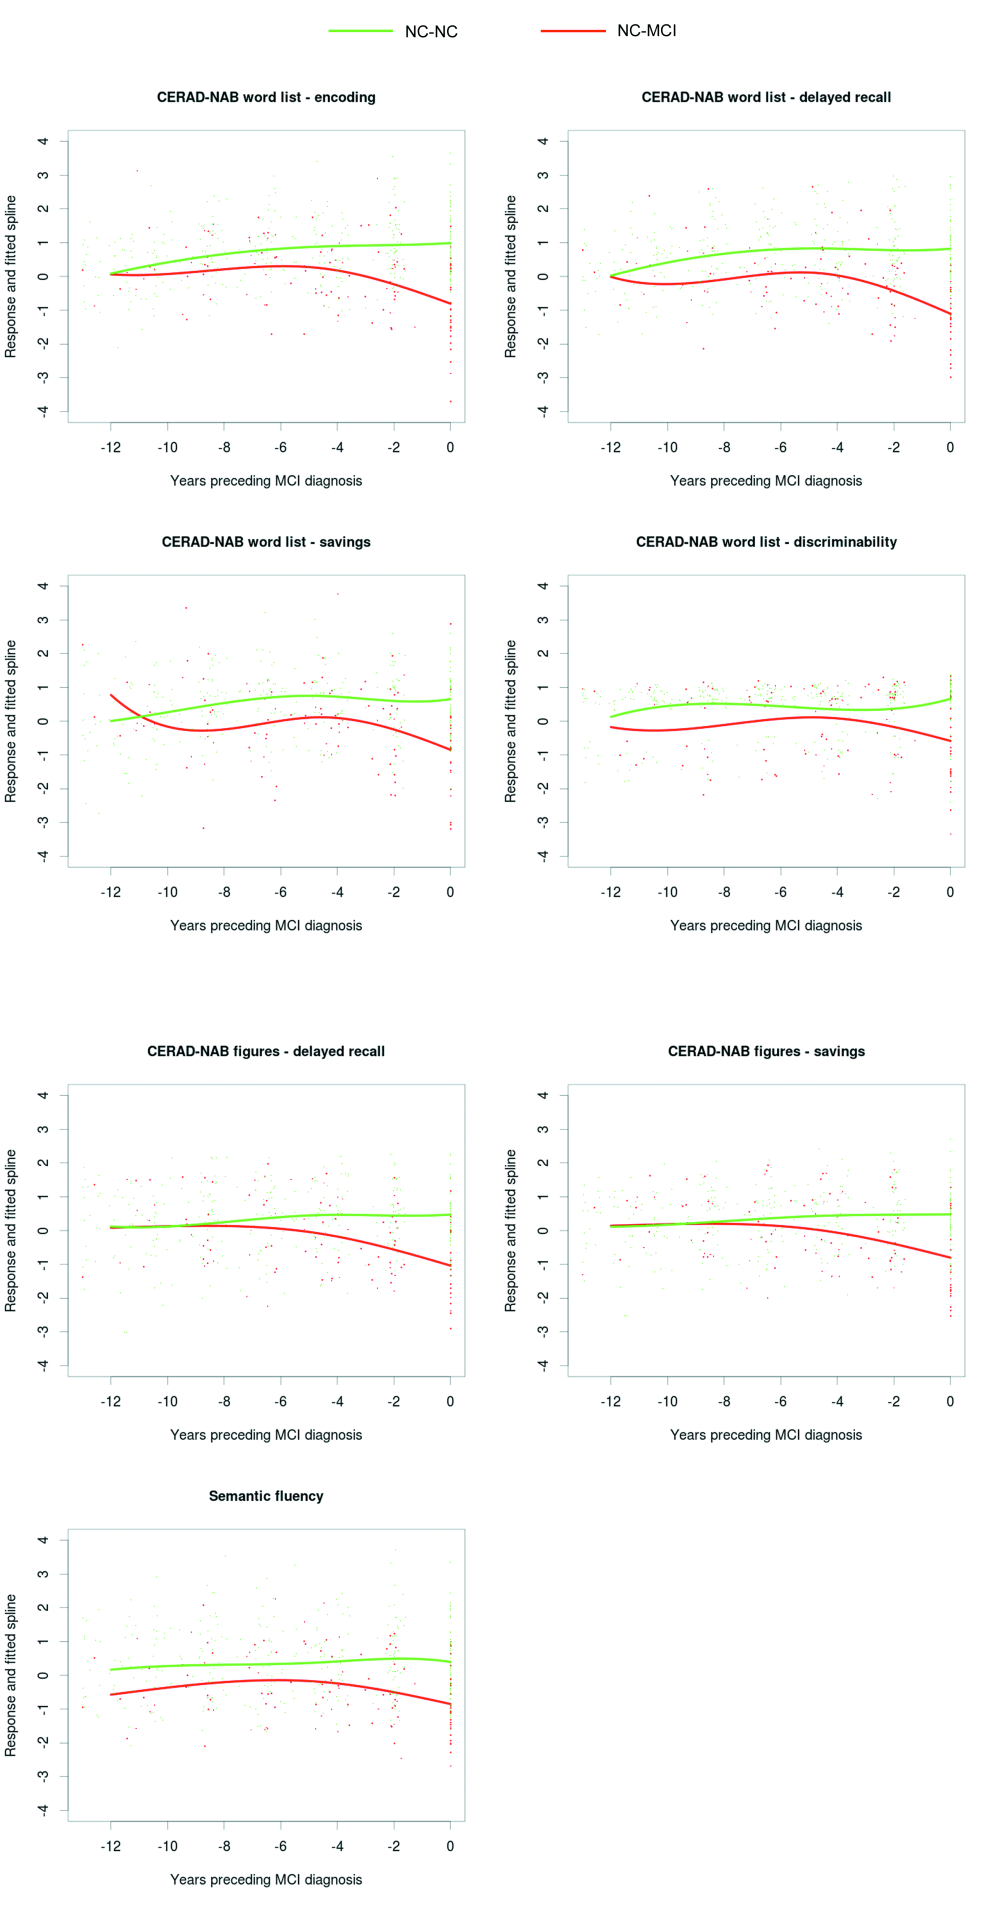 NC-NC NC-MCI
CERAD-NAB word list - encoding
Response and fitted spline
4
3
2
1
0
-1
-2
-3
-4
-12 -10 -8 -6 -4 -2 0
Years preceding MCI diagnosis
CERAD-NAB word list - delayed recall
Response and fitted spline
4
3
2
1
0
-1
-2
-3
-4
-12 -10 -8 -6 -4 -2 0
Years preceding MCI diagnosis
CERAD-NAB word list - savings
Response and fitted spline
4
3
2
1
0
-1
-2
-3
-4
-12 -10 -8 -6 -4 -2 0
Years preceding MCI diagnosis
CERAD-NAB word list - discriminability
Response and fitted spline
4
3
2
1
0
-1
-2
-3
-4
-12 -10 -8 -6 -4 -2 0
Years preceding MCI diagnosis
CERAD-NAB figures - delayed recall
Response and fitted spline
4
3
2
1
0
-1
-2
-3
-4
-12 -10 -8 -6 -4 -2 0
Years preceding MCI diagnosis
CERAD-NAB figures - savings
Response and fitted spline
4
3
2
1
0
-1
-2
-3
-4
-12 -10 -8 -6 -4 -2 0
Years preceding MCI diagnosis
Semantic fluency
Response and fitted spline
4
3
2
1
0
-1
-2
-3
-4
-12 -10 -8 -6 -4 -2 0
Years preceding MCI diagnosis